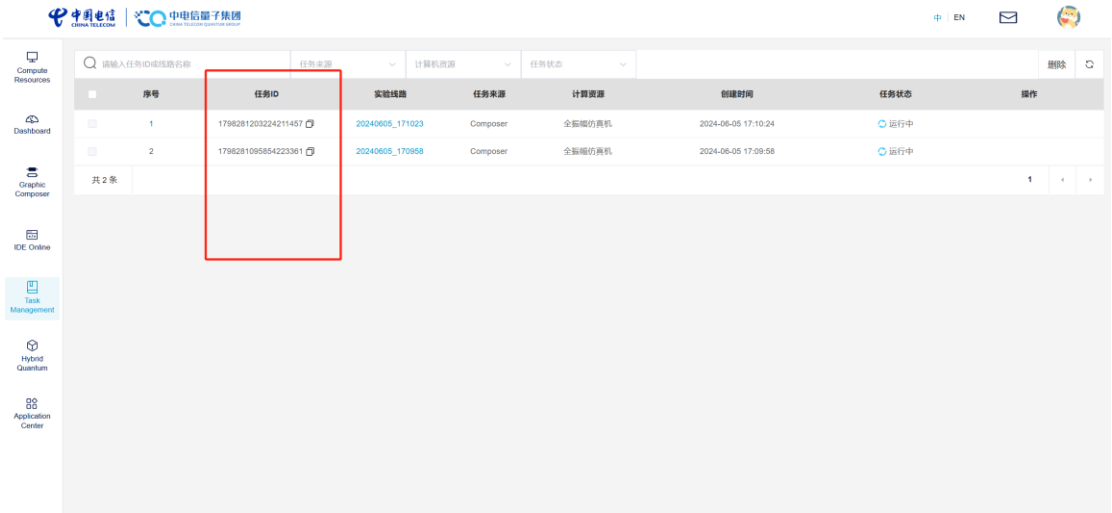 中国电信 CHINA TELECOM 中电信量子集团 CHINA TELECOM QUANTUM GROUP 中 EN
Compute Resources
Dashboard
Graphic Composer
IDE Online
Task Management
Hybrid Quantum
Application Center
请输入任务ID或线路名称 任务来源 计算机资源 任务状态 删除
序号 任务ID 实验线路 任务来源 计算资源 创建时间 任务状态 操作
1 1798281203224211457 20240605_171023 Composer 全振幅仿真机 2024-06-05 17:10:24 运行中
2 1798281095854223361 20240605_170958 Composer 全振幅仿真机 2024-06-05 17:09:58 运行中
共 2 条 1